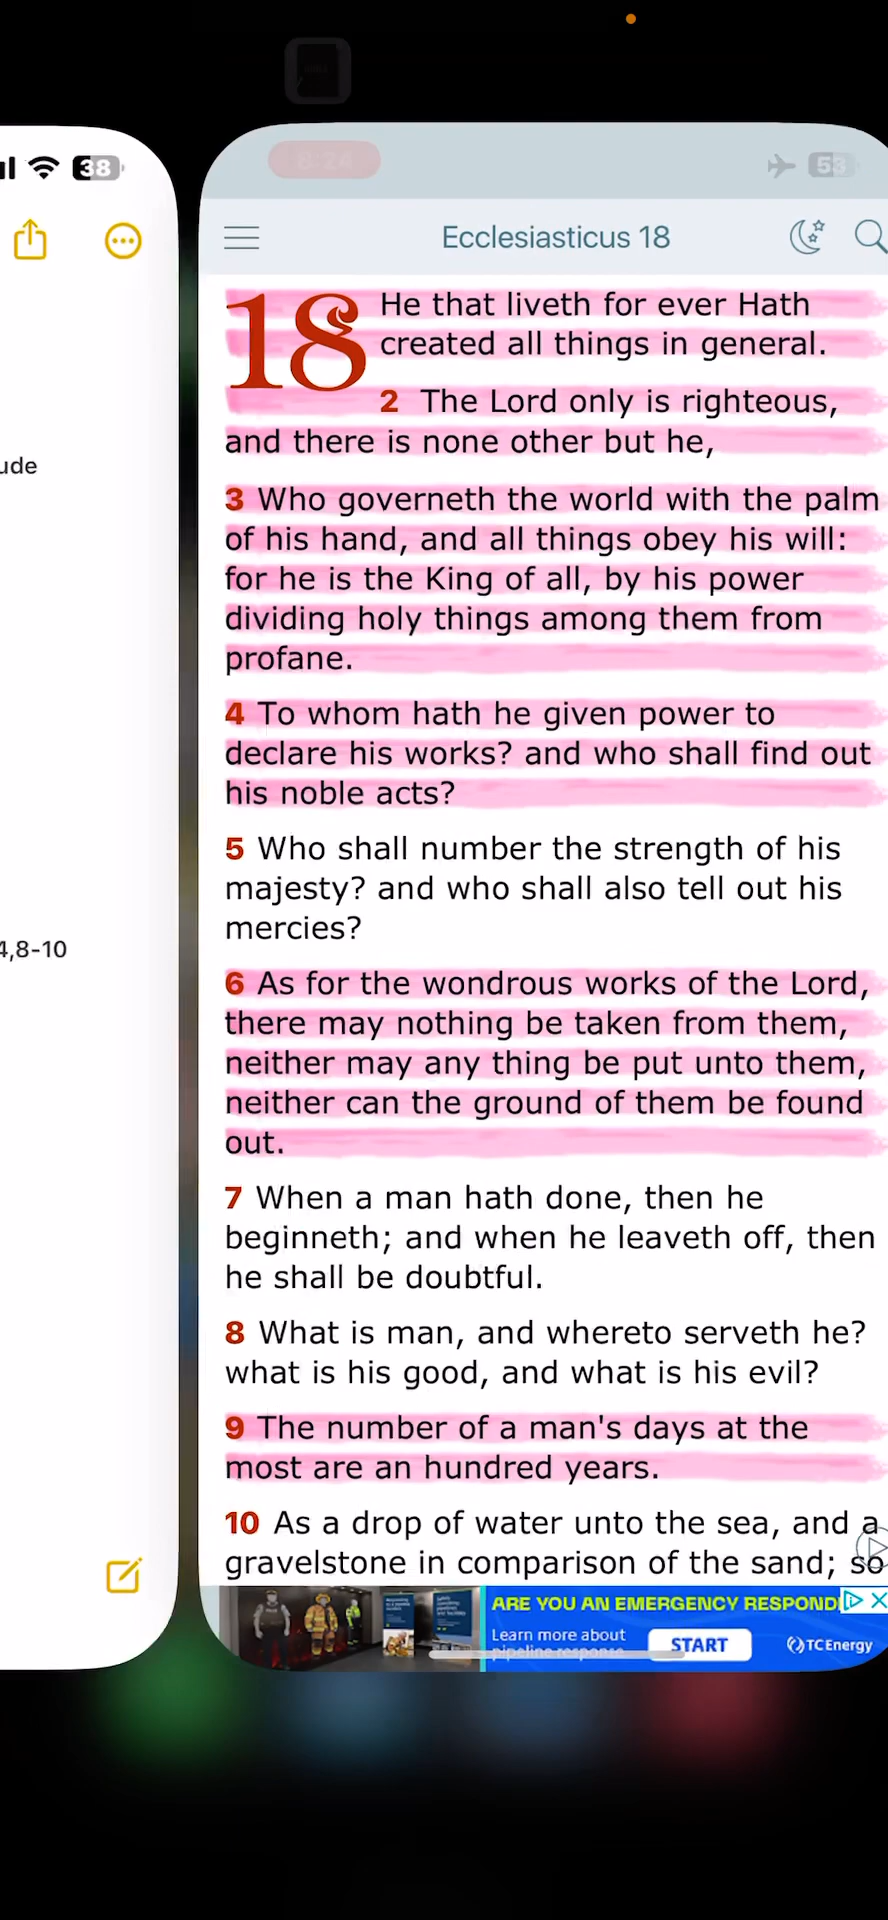 38
ude
4,8-10
8:24
53
Ecclesiasticus 18
18 He that liveth for ever Hath
created all things in general.
2 The Lord only is righteous,
and there is none other but he,
3 Who governeth the world with the palm
of his hand, and all things obey his will:
for he is the King of all, by his power
dividing holy things among them from
profane.
4 To whom hath he given power to
declare his works? and who shall find out
his noble acts?
5 Who shall number the strength of his
majesty? and who shall also tell out his
mercies?
6 As for the wondrous works of the Lord,
there may nothing be taken from them,
neither may any thing be put unto them,
neither can the ground of them be found
out.
7 When a man hath done, then he
beginneth; and when he leaveth off, then
he shall be doubtful.
8 What is man, and whereto serveth he?
what is his good, and what is his evil?
9 The number of a man's days at the
most are an hundred years.
10 As a drop of water unto the sea, and a
gravelstone in comparison of the sand; so
ARE YOU AN EMERGENCY RESPOND
Learn more about
pipeline response
START
TC Energy